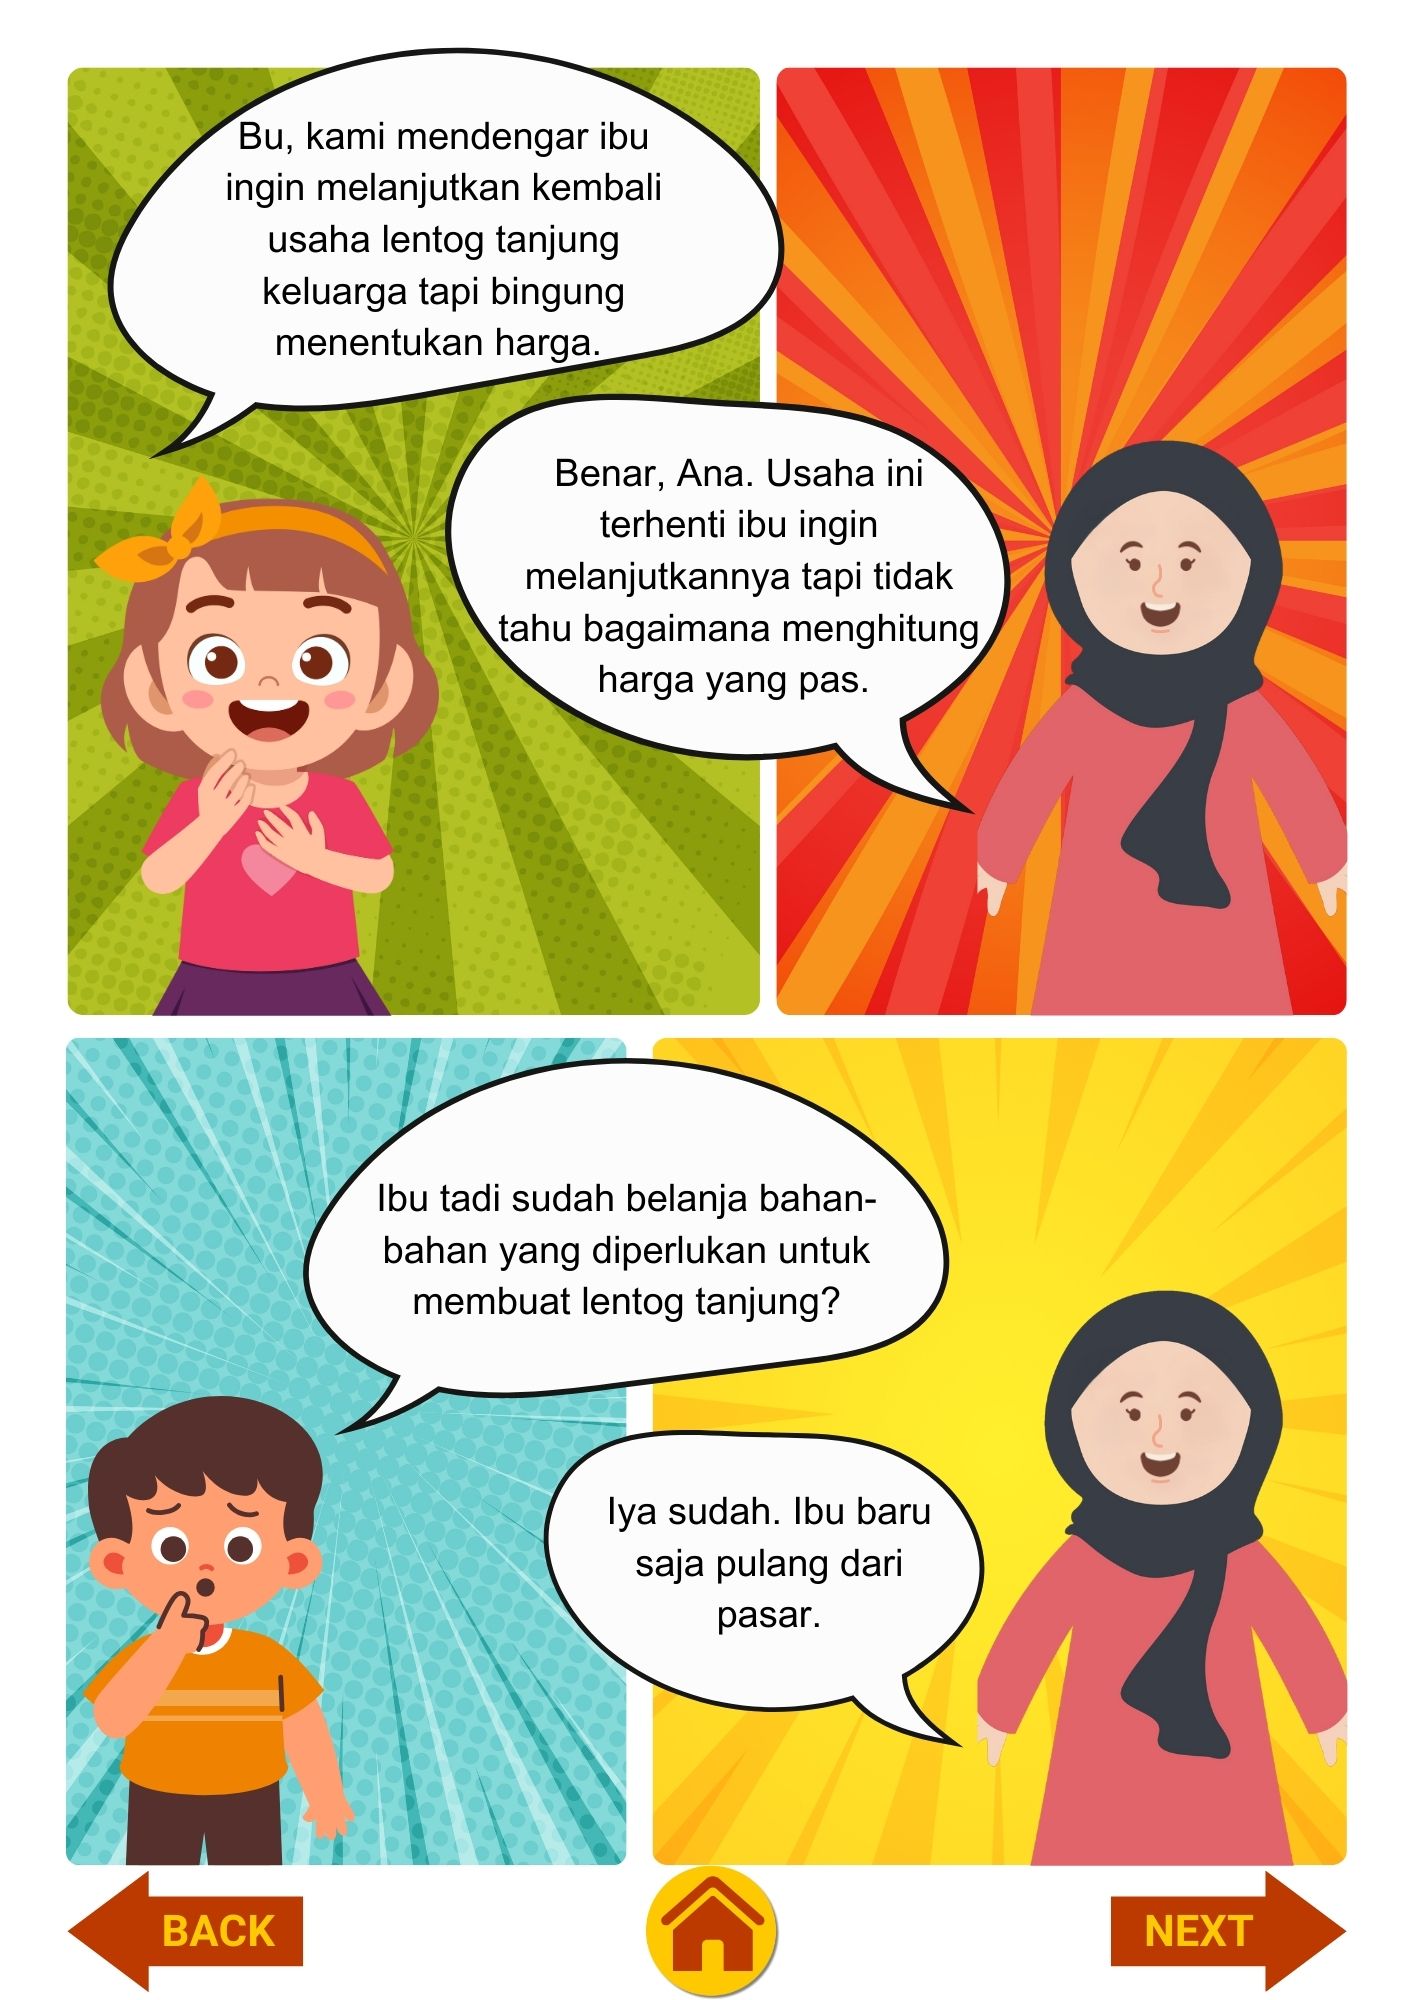 Bu, kami mendengar ibu
ingin melanjutkan kembali
usaha lentog tanjung
keluarga tapi bingung
menentukan harga.
Benar, Ana. Usaha ini
terhenti ibu ingin
melanjutkannya tapi tidak
tahu bagaimana menghitung
harga yang pas.
Ibu tadi sudah belanja bahan-
bahan yang diperlukan untuk
membuat lentog tanjung?
Iya sudah. Ibu baru
saja pulang dari
pasar.
BACK
NEXT